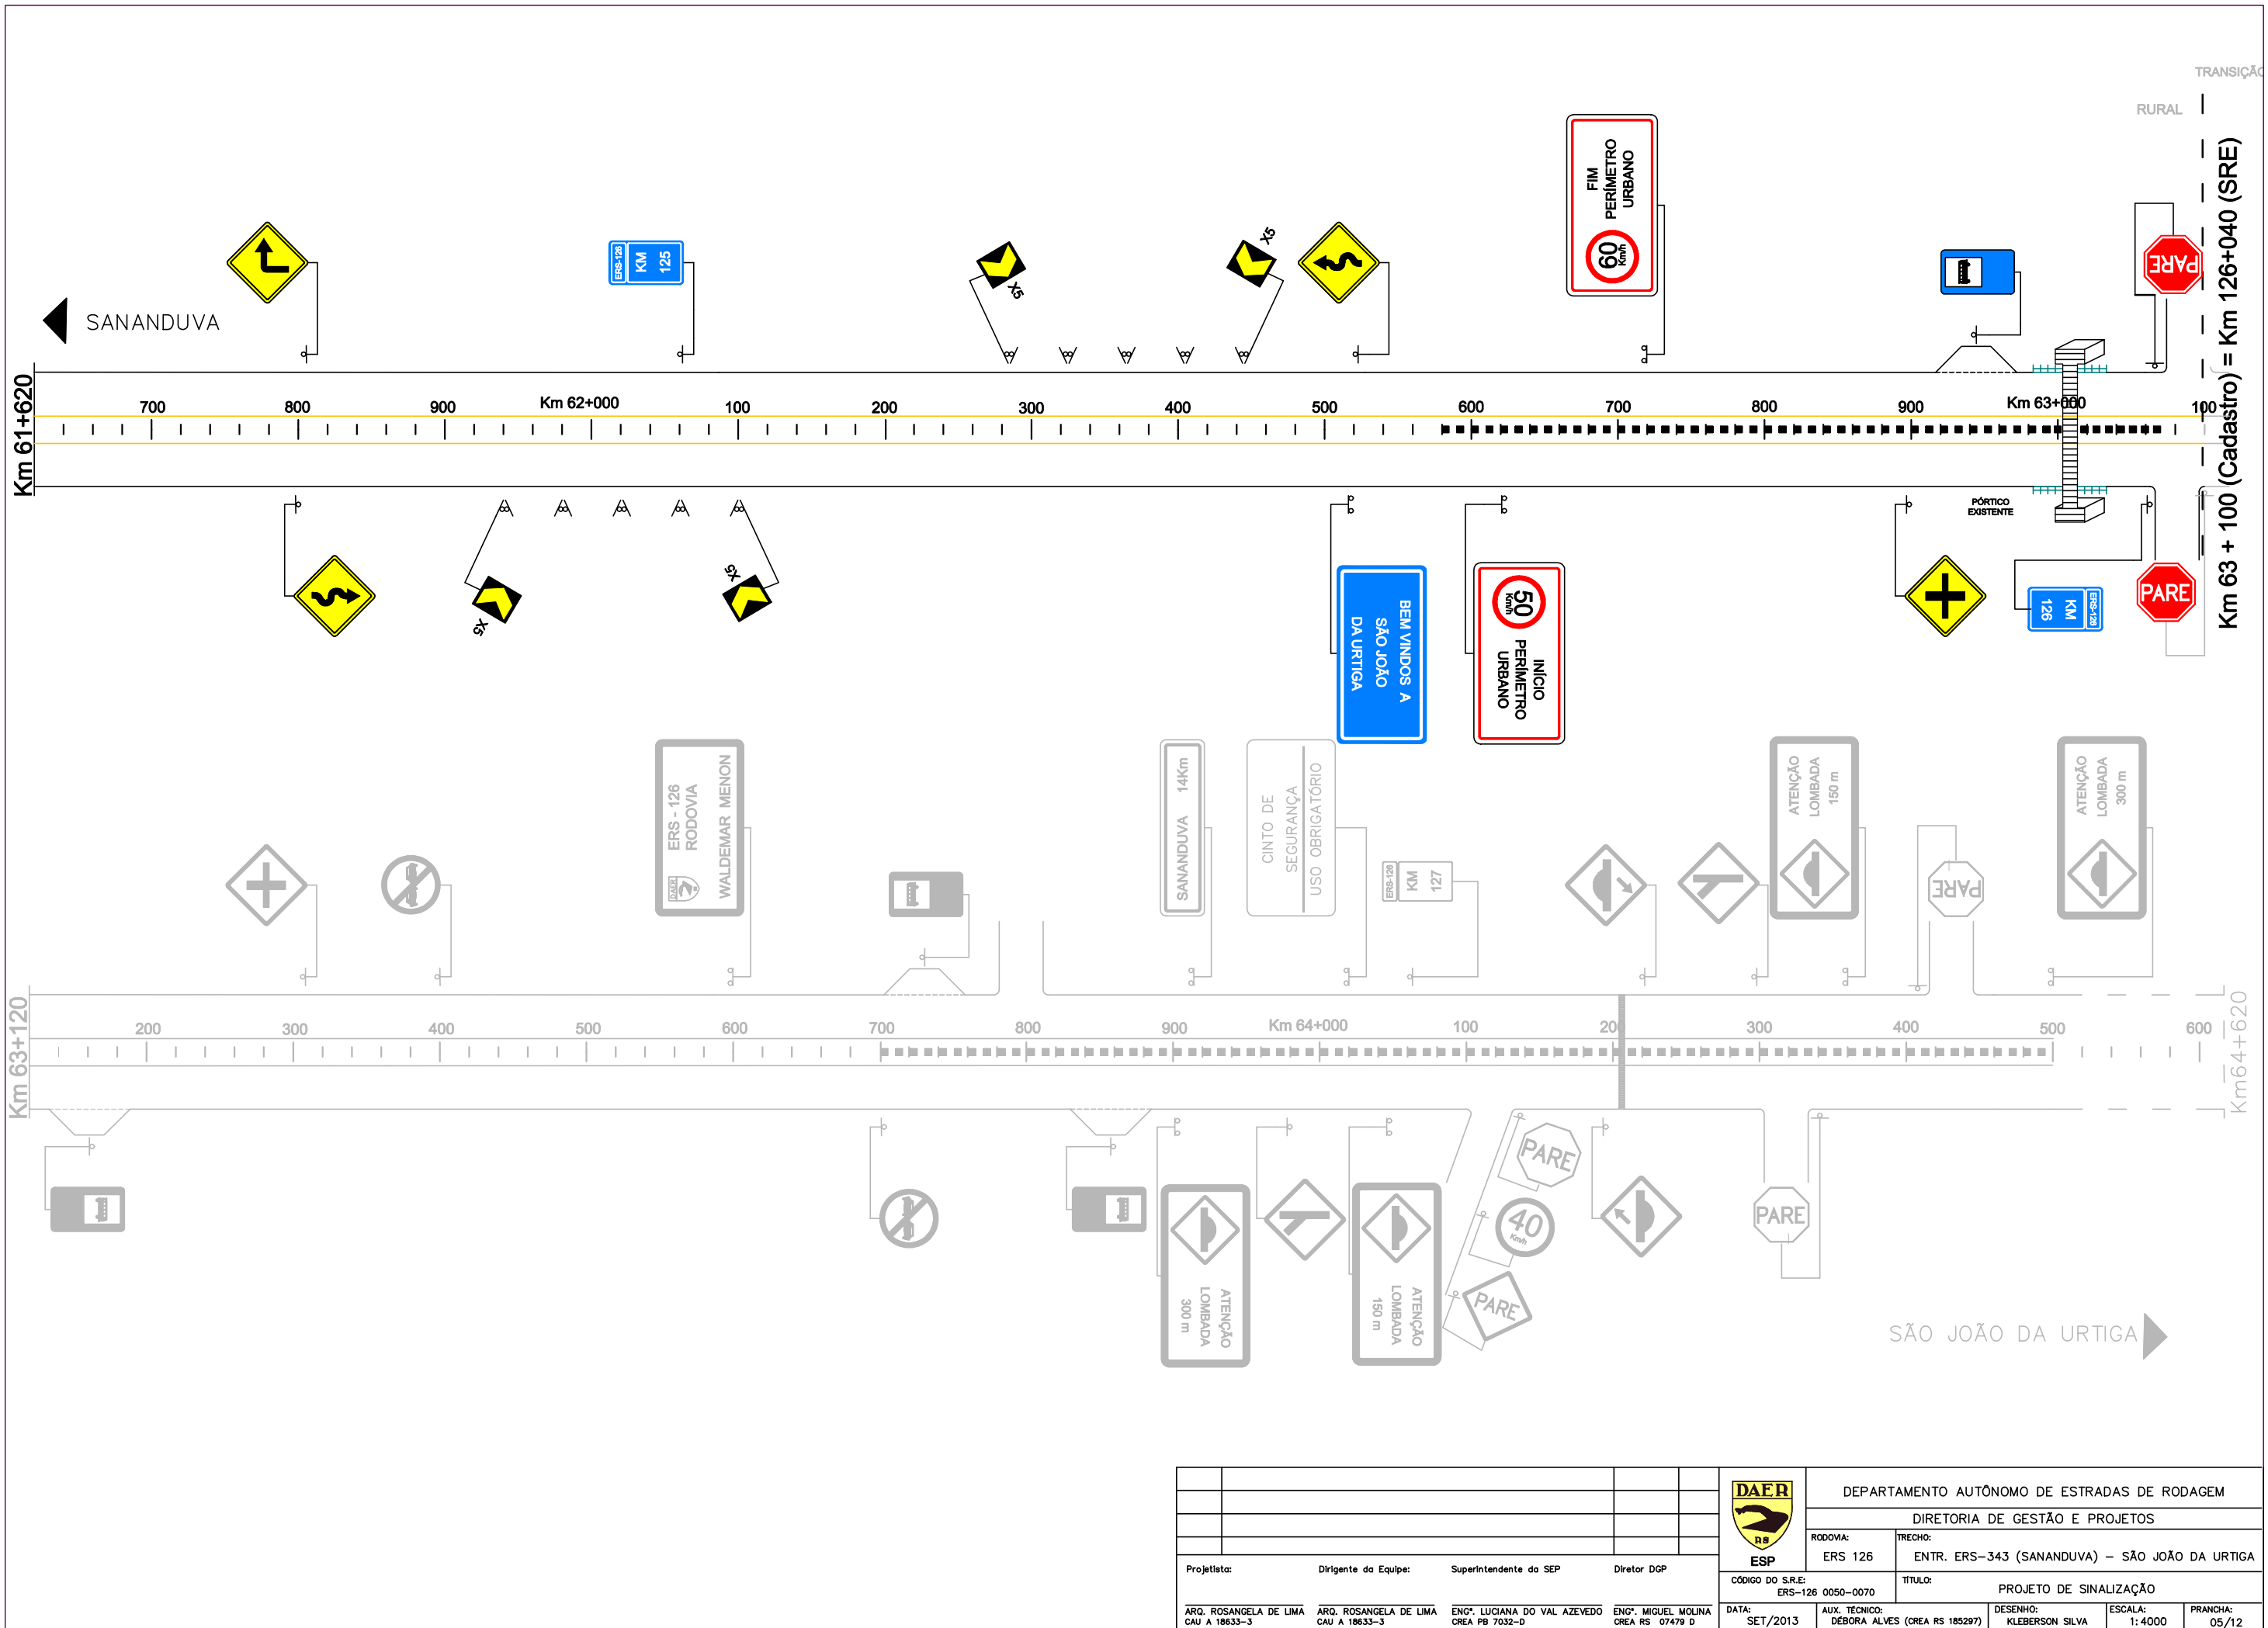 TRANSIÇÃO
RURAL
FIM
PERÍMETRO
URBANO
60
Km/h
X5
X5
ERS-126
KM
125
PARE
SANANDUVA
Km 61+620
700
800
900
Km 62+000
100
200
300
400
500
600
700
800
900
Km 63+000
100
Km 63 + 100 (Cadastro) = Km 126+040 (SRE)
PÓRTICO
EXISTENTE
X5
X5
BEM VINDOS A
SÃO JOÃO
DA URTIGA
50
Km/h
INÍCIO
PERÍMETRO
URBANO
ERS-126
KM
126
PARE
ERS - 126
RODOVIA
WALDEMAR MENON
DAER
SANANDUVA 14Km
CINTO DE
SEGURANÇA
USO OBRIGATÓRIO
ERS-126
KM
127
ATENÇÃO
LOMBADA
150 m
PARE
ATENÇÃO
LOMBADA
300 m
Km 63+120
200
300
400
500
600
700
800
900
Km 64+000
100
200
300
400
500
600
Km64+620
ATENÇÃO
LOMBADA
300 m
ATENÇÃO
LOMBADA
150 m
PARE
40
Km/h
PARE
PARE
SÃO JOÃO DA URTIGA
DAER
RS
ESP
DEPARTAMENTO AUTÔNOMO DE ESTRADAS DE RODAGEM
DIRETORIA DE GESTÃO E PROJETOS
RODOVIA:
ERS 126
TRECHO:
ENTR. ERS-343 (SANANDUVA) - SÃO JOÃO DA URTIGA
CÓDIGO DO S.R.E:
ERS-126 0050-0070
TÍTULO:
PROJETO DE SINALIZAÇÃO
Projetista:
Dirigente da Equipe:
Superintendente da SEP
Diretor DGP
ARQ. ROSANGELA DE LIMA
CAU A 18633-3
ARQ. ROSANGELA DE LIMA
CAU A 18633-3
ENGª. LUCIANA DO VAL AZEVEDO
CREA PB 7032-D
ENGº. MIGUEL MOLINA
CREA RS 07479 D
DATA:
SET/2013
AUX. TÉCNICO:
DÉBORA ALVES (CREA RS 185297)
DESENHO:
KLEBERSON SILVA
ESCALA:
1:4000
PRANCHA:
05/12